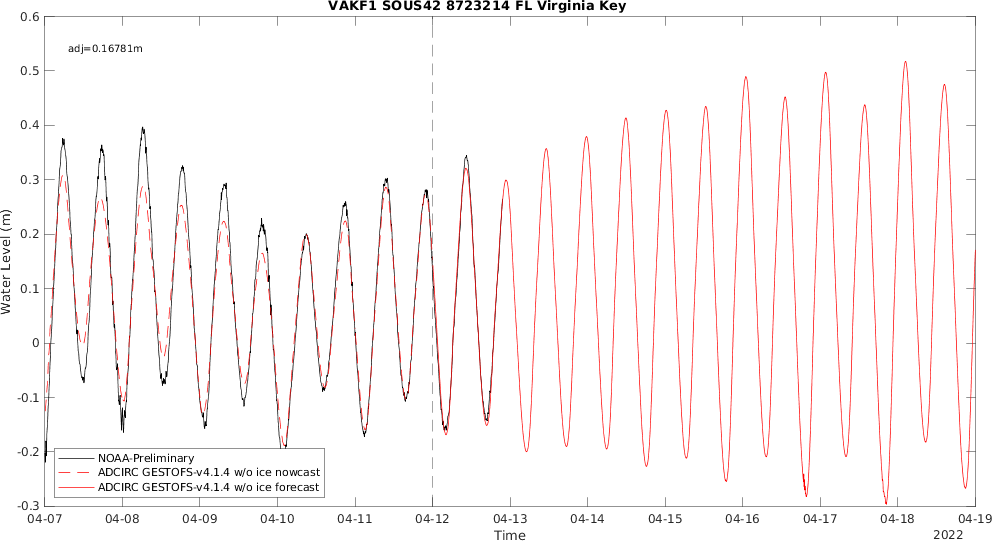 VAKF1 SOUS42 8723214 FL Virginia Key
adj=0.16781m
0.6
0.5
0.4
0.3
0.2
0.1
0
-0.1
-0.2
-0.3
Water Level (m)
NOAA-Preliminary
ADCIRC GESTOFS-v4.1.4 w/o ice nowcast
ADCIRC GESTOFS-v4.1.4 w/o ice forecast
04-07 04-08 04-09 04-10 04-11 04-12 04-13 04-14 04-15 04-16 04-17 04-18 04-19
Time
2022